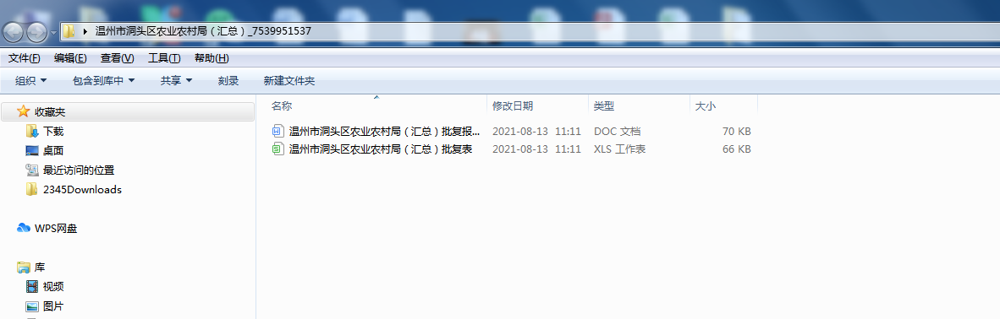 温州市洞头区农业农村局（汇总）_7539951537
文件(F) 编辑(E) 查看(V) 工具(T) 帮助(H)
组织 包含到库中 共享 刻录 新建文件夹
名称 修改日期 类型 大小
收藏夹
下载
桌面
最近访问的位置
2345Downloads
WPS网盘
库
视频
图片
温州市洞头区农业农村局（汇总）批复报... 2021-08-13 11:11 DOC 文档 70 KB
温州市洞头区农业农村局（汇总）批复表 2021-08-13 11:11 XLS 工作表 66 KB